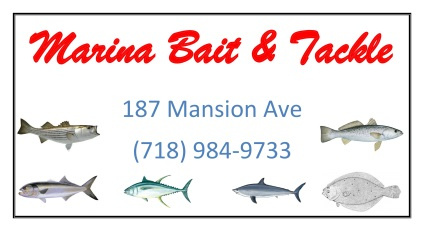 Marina Bait & Tackle
187 Mansion Ave
(718) 984-9733